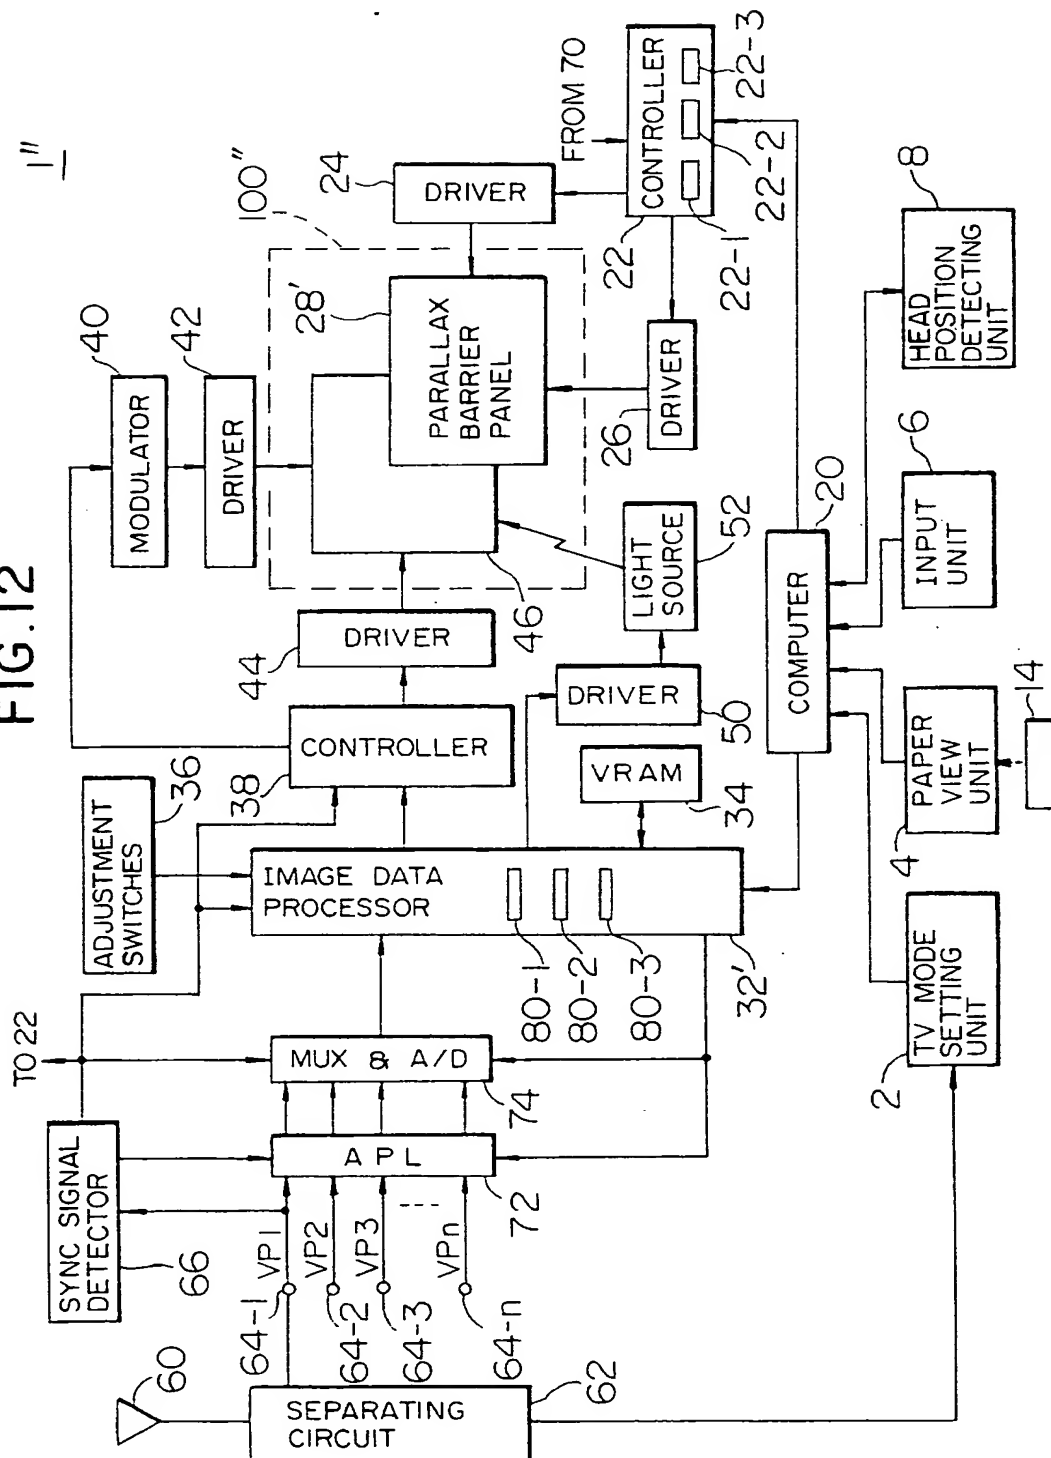 FIG.12
1"
60
SEPARATING
CIRCUIT
62
64-1
64-2
64-3
64-n
VP1
VP2
VP3
VPn
SYNC SIGNAL
DETECTOR
66
TO 22
APL
72
MUX & A/D
74
ADJUSTMENT
SWITCHES
36
IMAGE DATA
PROCESSOR
80-1
80-2
80-3
32'
CONTROLLER
38
VRAM
34
DRIVER
44
DRIVER
50
LIGHT
SOURCE
52
MODULATOR
40
DRIVER
42
100"
46
PARALLAX
BARRIER
PANEL
28'
DRIVER
24
DRIVER
26
FROM 70
CONTROLLER
22
22-1
22-2
22-3
COMPUTER
20
TV MODE
SETTING
UNIT
2
PAPER
VIEW
UNIT
4
14
INPUT
UNIT
6
HEAD
POSITION
DETECTING
UNIT
8